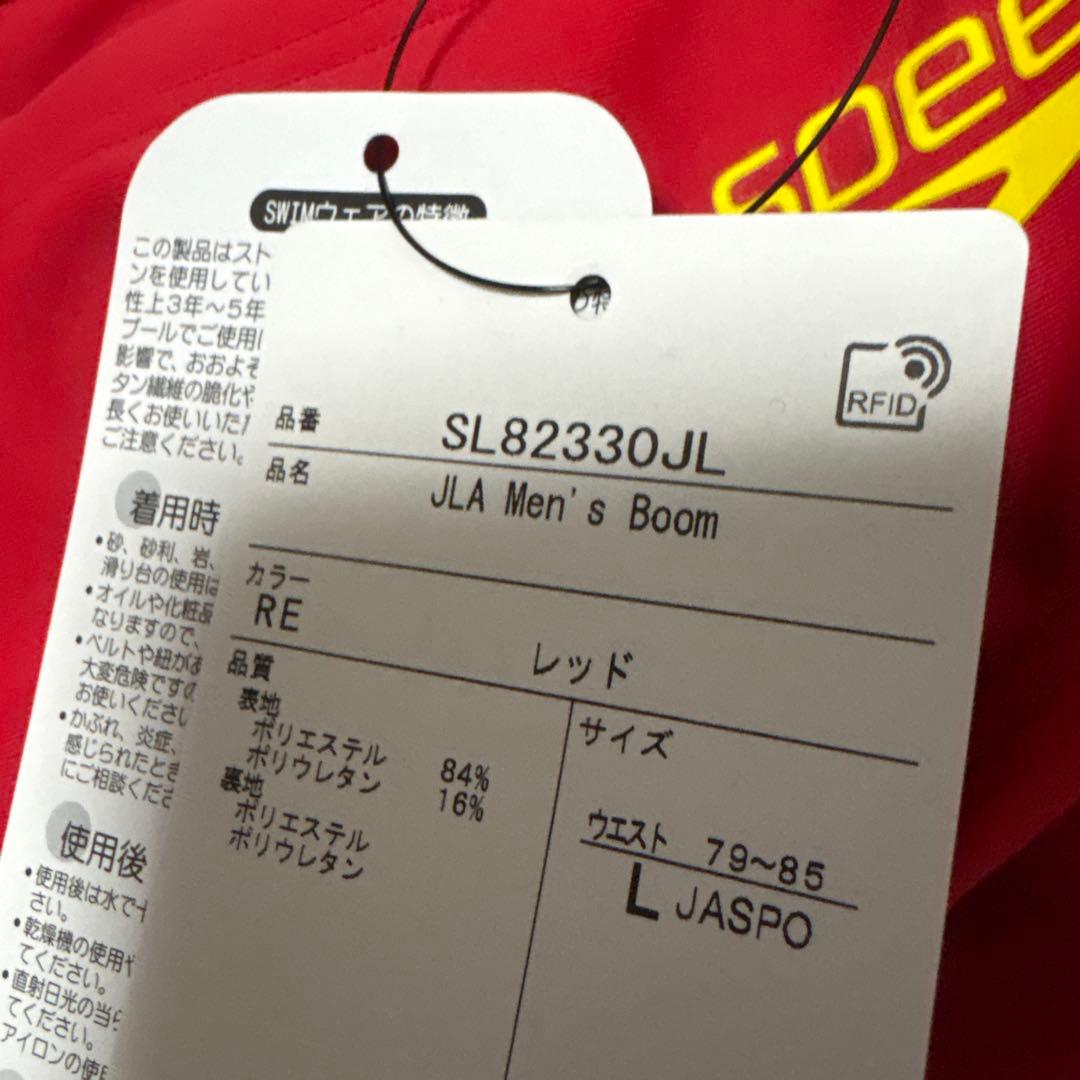 spee
SWIMウェアの特徴
この製品はスト
ンを使用してい
性上3年～5年
プールでご使用
影響で、おおよそ
タン繊維の脆化や
長くお使いいた
ご注意ください。
着用時
•砂、砂利、岩、
滑り台の使用は
•オイルや化粧品
なりますので、
•ベルトや紐があ
大変危険ですの
お使いください
•かぶれ、炎症、
感じられたとき
にご相談くださ
使用後
•使用後は水で十
さい。
•乾燥機の使用や
てください。
•直射日光の当
てください。
アイロンの使用
RFID
品番 SL82330JL
品名 JLA Men's Boom
カラー
RE レッド
品質
表地
ポリエステル 84%
ポリウレタン 16%
裏地
ポリエステル
ポリウレタン
サイズ
ウエスト 79~85
L JASPO